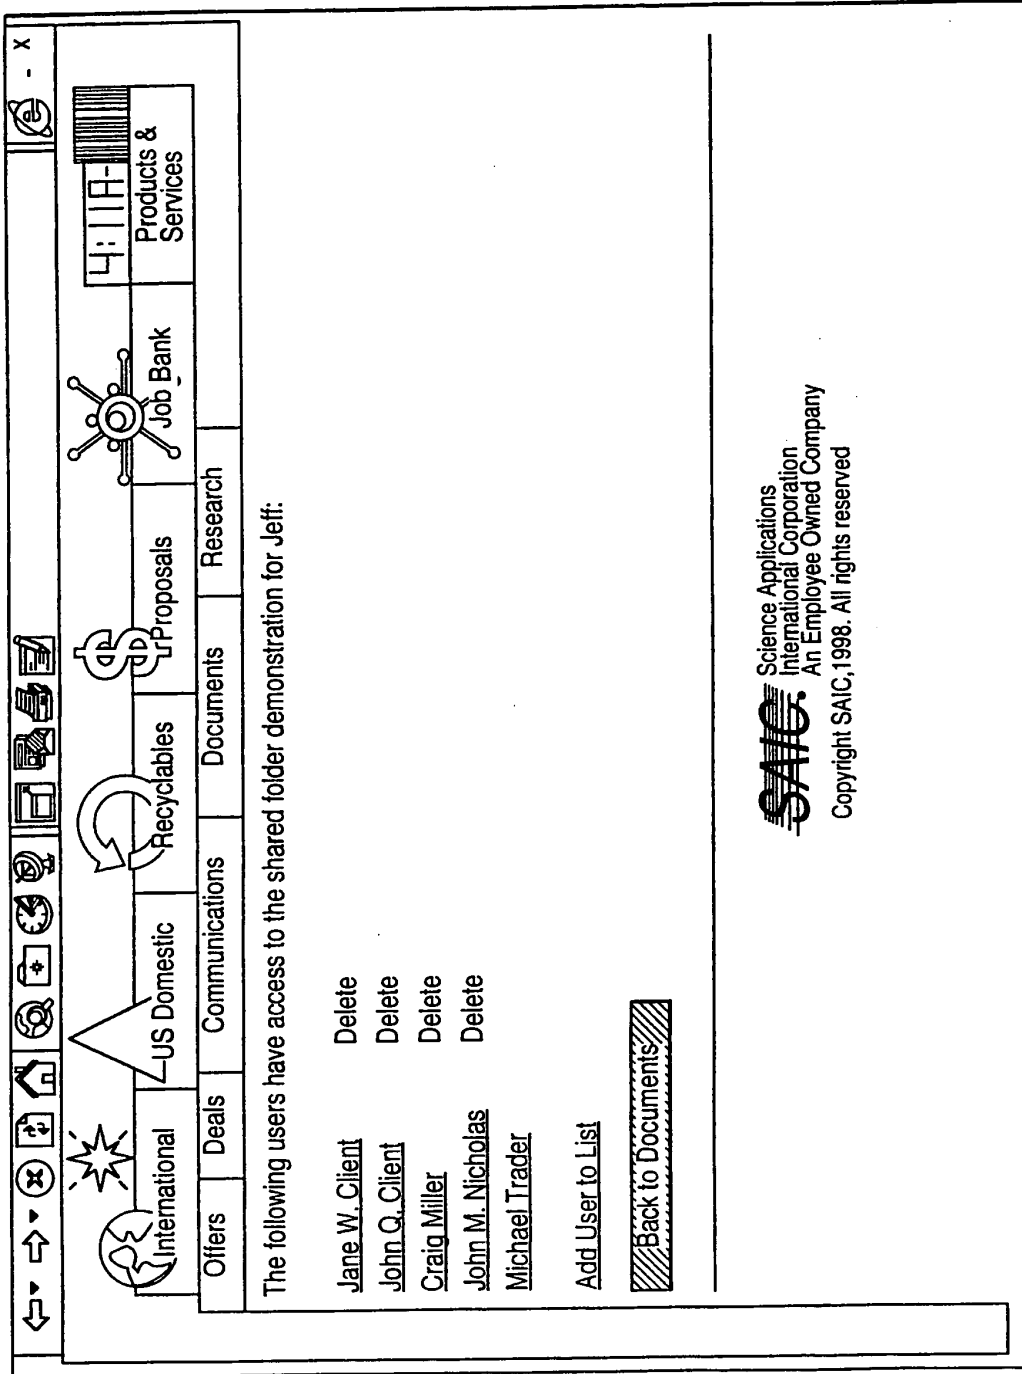 - X
4:11A-
International
US Domestic
Recyclables
Proposals
Job Bank
Products &
Services
Offers
Deals
Communications
Documents
Research
The following users have access to the shared folder demonstration for Jeff:
Jane W. Client Delete
John Q. Client Delete
Craig Miller Delete
John M. Nicholas Delete
Michael Trader
Add User to List
Back to Documents
SAIC.
Science Applications
International Corporation
An Employee Owned Company
Copyright SAIC,1998. All rights reserved